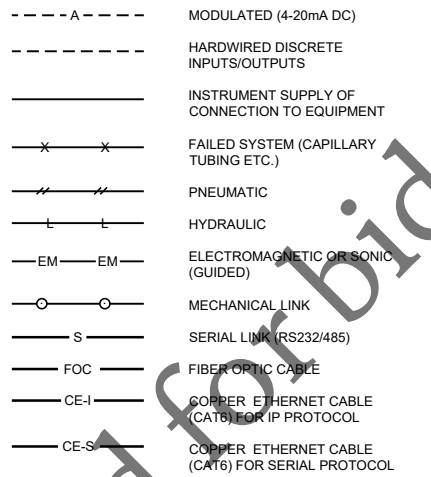 A MODULATED (4-20mA DC)
HARDWIRED DISCRETE
INPUTS/OUTPUTS
INSTRUMENT SUPPLY OF
CONNECTION TO EQUIPMENT
X X FAILED SYSTEM (CAPILLARY
TUBING ETC.)
PNEUMATIC
L L HYDRAULIC
EM EM ELECTROMAGNETIC OR SONIC
(GUIDED)
MECHANICAL LINK
S SERIAL LINK (RS232/485)
FOC FIBER OPTIC CABLE
CE-I COPPER ETHERNET CABLE
(CAT6) FOR IP PROTOCOL
CE-S COPPER ETHERNET CABLE
(CAT6) FOR SERIAL PROTOCOL
d for bid